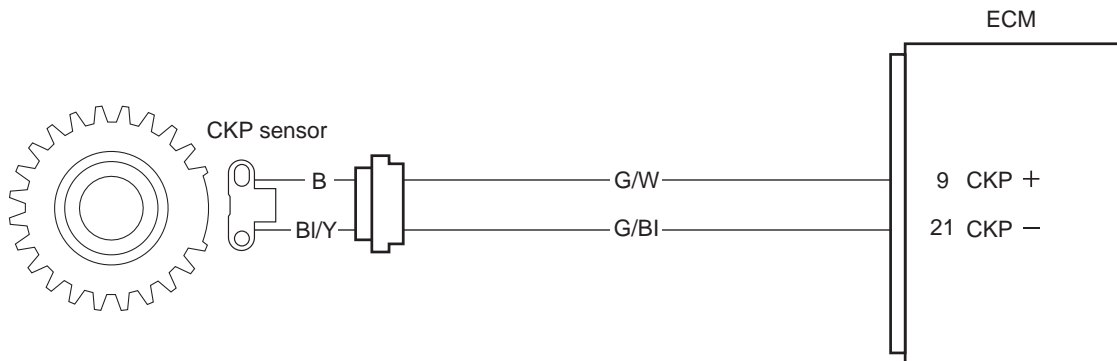 ECM
CKP sensor
B G/W 9 CKP +
Bl/Y G/Bl 21 CKP −